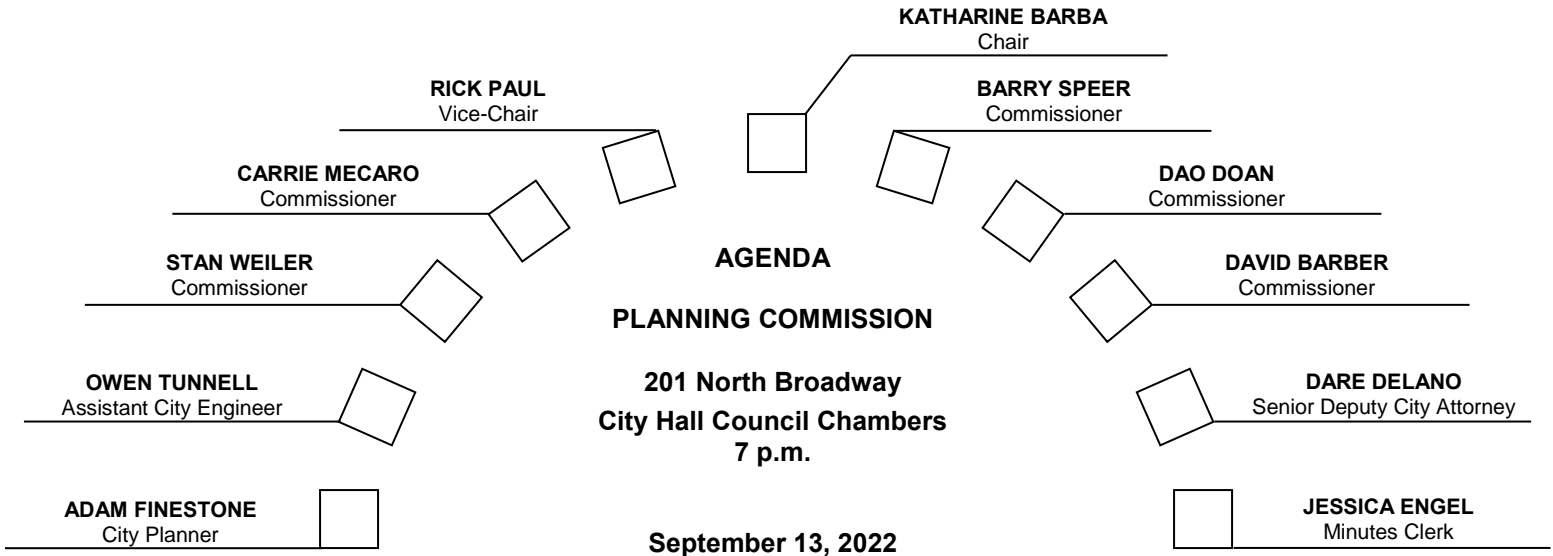 KATHARINE BARBA
Chair
RICK PAUL
Vice-Chair
BARRY SPEER
Commissioner
CARRIE MECARO
Commissioner
DAO DOAN
Commissioner
STAN WEILER
Commissioner
AGENDA
DAVID BARBER
Commissioner
PLANNING COMMISSION
OWEN TUNNELL
Assistant City Engineer
201 North Broadway
City Hall Council Chambers
7 p.m.
DARE DELANO
Senior Deputy City Attorney
ADAM FINESTONE
City Planner
September 13, 2022
JESSICA ENGEL
Minutes Clerk